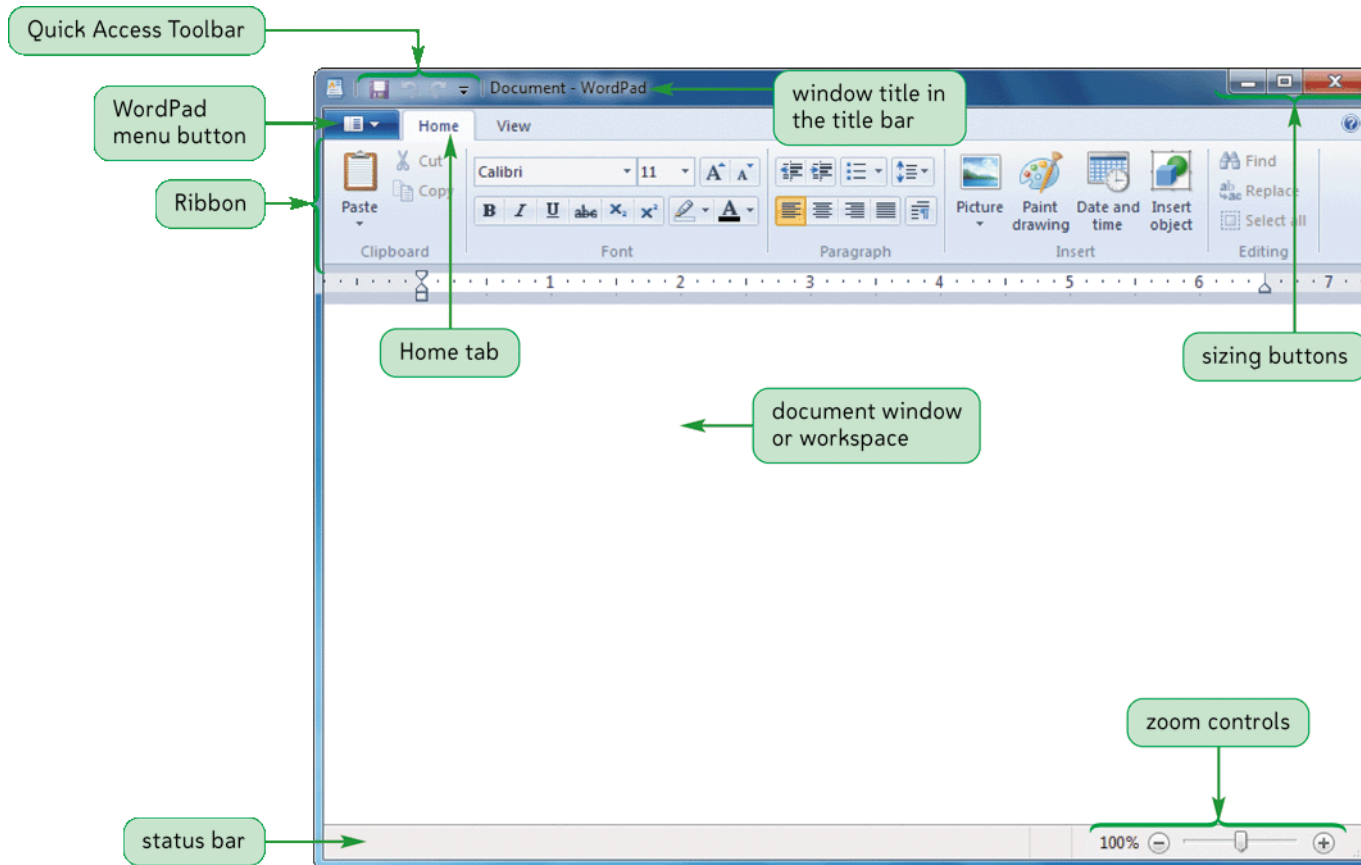 Quick Access Toolbar
Document - WordPad
window title in
the title bar
WordPad
menu button
Home View
Ribbon
Paste
Cut
Copy
Clipboard
Calibri 11
B I U abc X₂ X² A
A A
Font
Paragraph
Picture
Paint
drawing
Date and
time
Insert
object
Insert
Find
Replace
Select all
Editing
1 2 3 4 5 6 7
Home tab
sizing buttons
document window
or workspace
zoom controls
status bar
100%